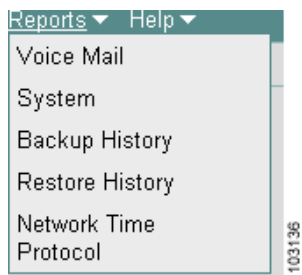 Reports Help
Voice Mail
System
Backup History
Restore History
Network Time
Protocol
103136